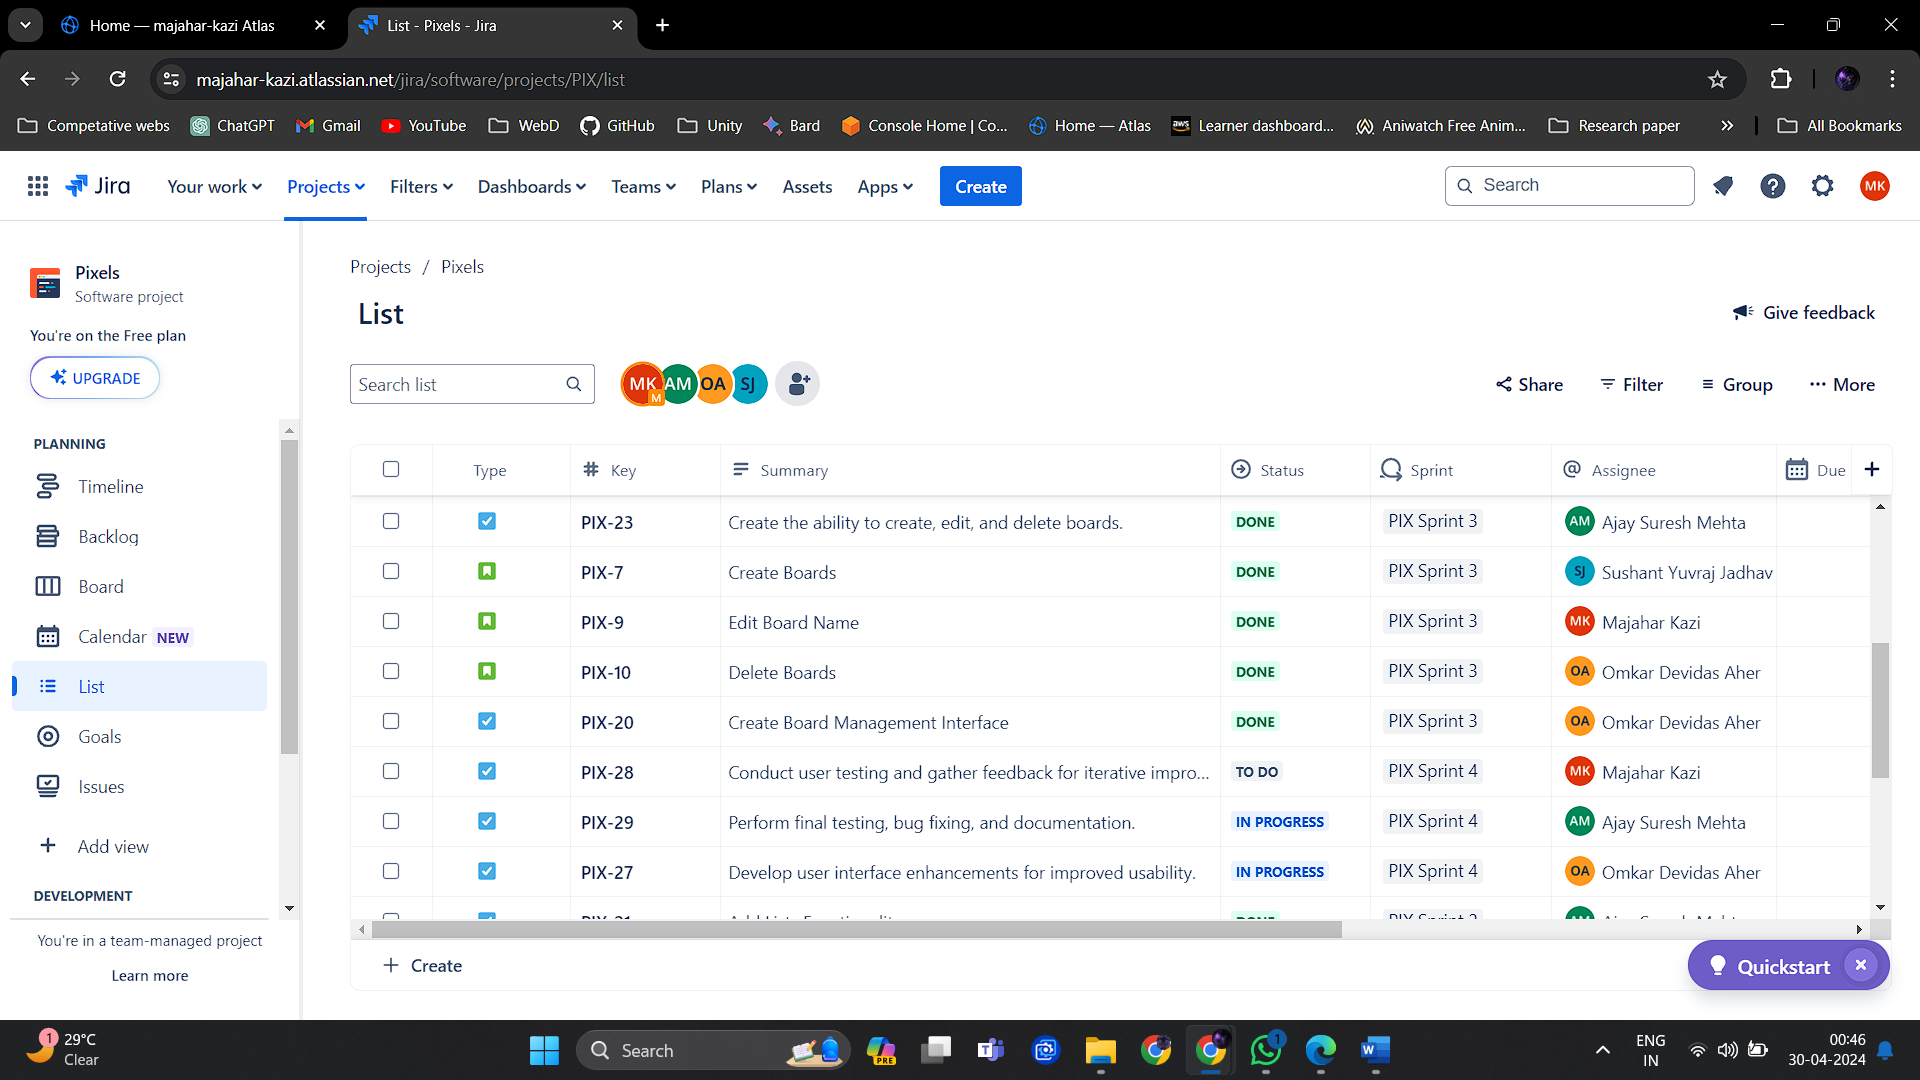 Home — majahar-kazi Atlas
List - Pixels - Jira
majahar-kazi.atlassian.net/jira/software/projects/PIX/list
Competative webs ChatGPT Gmail YouTube WebD GitHub Unity Bard Console Home | Co... Home — Atlas Learner dashboard... Aniwatch Free Anim... Research paper All Bookmarks
Jira Your work Projects Filters Dashboards Teams Plans Assets Apps Create Search MK
Pixels
Software project
You're on the Free plan
UPGRADE
PLANNING
Timeline
Backlog
Board
Calendar NEW
List
Goals
Issues
Add view
DEVELOPMENT
You're in a team-managed project
Learn more
Projects / Pixels
List
Give feedback
Search list MK M AM OA SJ Share Filter Group More
Type Key Summary Status Sprint Assignee Due
PIX-23 Create the ability to create, edit, and delete boards. DONE PIX Sprint 3 AM Ajay Suresh Mehta
PIX-7 Create Boards DONE PIX Sprint 3 SJ Sushant Yuvraj Jadhav
PIX-9 Edit Board Name DONE PIX Sprint 3 MK Majahar Kazi
PIX-10 Delete Boards DONE PIX Sprint 3 OA Omkar Devidas Aher
PIX-20 Create Board Management Interface DONE PIX Sprint 3 OA Omkar Devidas Aher
PIX-28 Conduct user testing and gather feedback for iterative impro... TO DO PIX Sprint 4 MK Majahar Kazi
PIX-29 Perform final testing, bug fixing, and documentation. IN PROGRESS PIX Sprint 4 AM Ajay Suresh Mehta
PIX-27 Develop user interface enhancements for improved usability. IN PROGRESS PIX Sprint 4 OA Omkar Devidas Aher
Create
Quickstart
1 29°C
Clear
Search
PRE
1
ENG
IN
00:46
30-04-2024